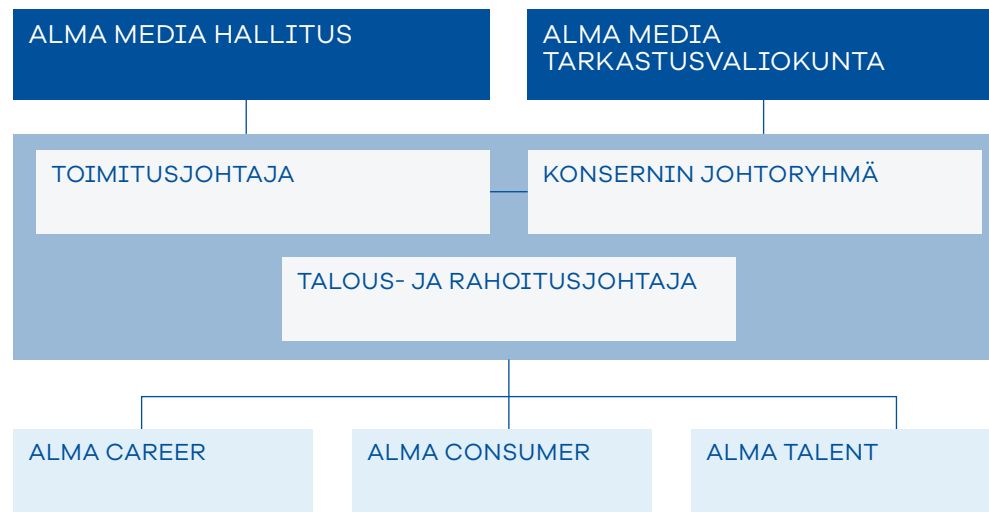 ALMA MEDIA HALLITUS
ALMA MEDIA
TARKASTUSVALIOKUNTA
TOIMITUSJOHTAJA
KONSERNIN JOHTORYHMÄ
TALOUS- JA RAHOITUSJOHTAJA
ALMA CAREER
ALMA CONSUMER
ALMA TALENT